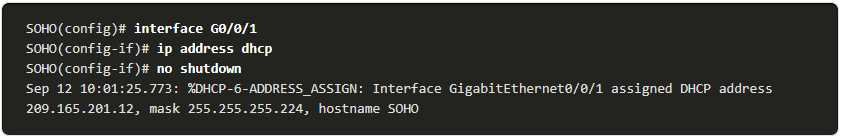 SOHO(config)# interface G0/0/1
SOHO(config-if)# ip address dhcp
SOHO(config-if)# no shutdown
Sep 12 10:01:25.773: %DHCP-6-ADDRESS_ASSIGN: Interface GigabitEthernet0/0/1 assigned DHCP address
209.165.201.12, mask 255.255.255.224, hostname SOHO